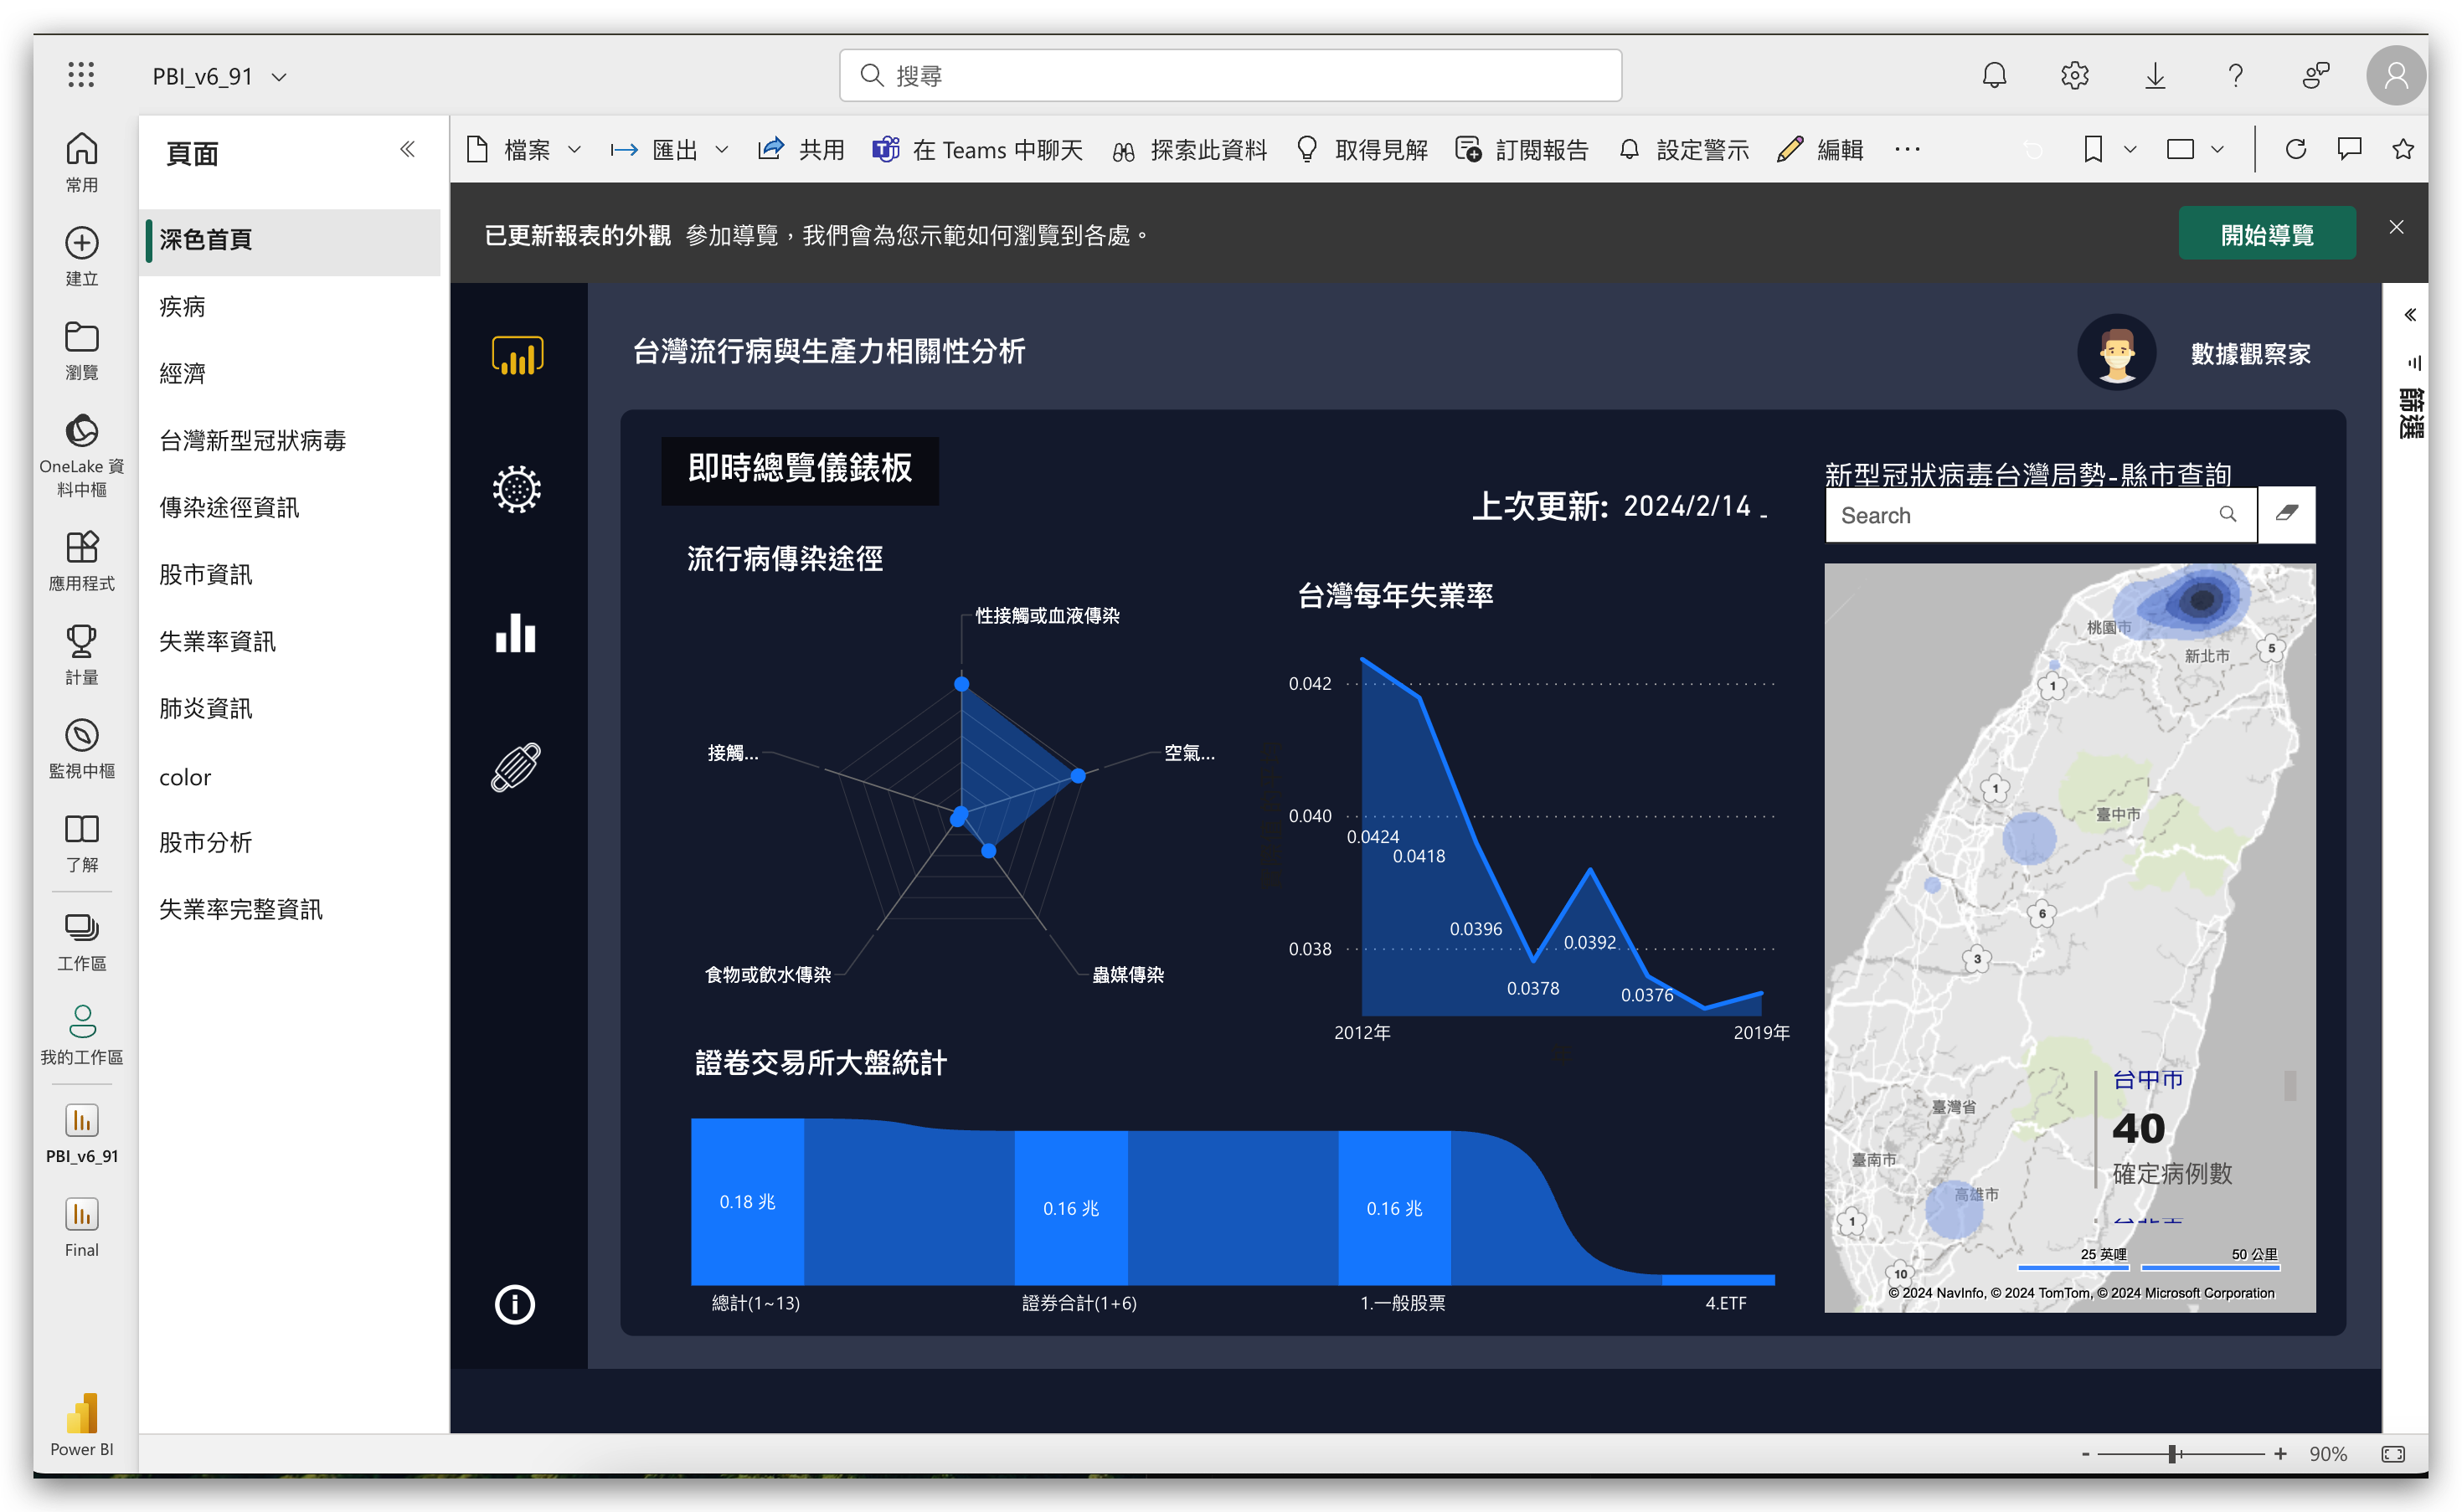 PBI_v6_91
搜尋
常用
建立
瀏覽
OneLake 資
料中樞
應用程式
計量
監視中樞
了解
工作區
我的工作區
PBI_v6_91
Final
Power BI
頁面
深色首頁
疾病
經濟
台灣新型冠狀病毒
傳染途徑資訊
股市資訊
失業率資訊
肺炎資訊
color
股市分析
失業率完整資訊
檔案
匯出
共用
在 Teams 中聊天
探索此資料
取得見解
訂閱報告
設定警示
編輯
已更新報表的外觀 參加導覽，我們會為您示範如何瀏覽到各處。
開始導覽
台灣流行病與生產力相關性分析
數據觀察家
篩選
即時總覽儀錶板
上次更新: 2024/2/14
流行病傳染途徑
性接觸或血液傳染
接觸...
空氣...
食物或飲水傳染
蟲媒傳染
台灣每年失業率
0.042
0.040
0.038
0.0424
0.0418
0.0396
0.0392
0.0378
0.0376
2012年
2019年
證卷交易所大盤統計
0.18 兆
0.16 兆
0.16 兆
總計(1~13)
證券合計(1+6)
1.一般股票
4.ETF
新型冠狀病毒台灣局勢-縣市查詢
Search
桃園市
新北市
5
1
1
臺中市
6
3
臺灣省
臺南市
高雄市
1
10
台中市
40
確定病例數
25 英哩
50 公里
© 2024 NavInfo, © 2024 TomTom, © 2024 Microsoft Corporation
- + 90%